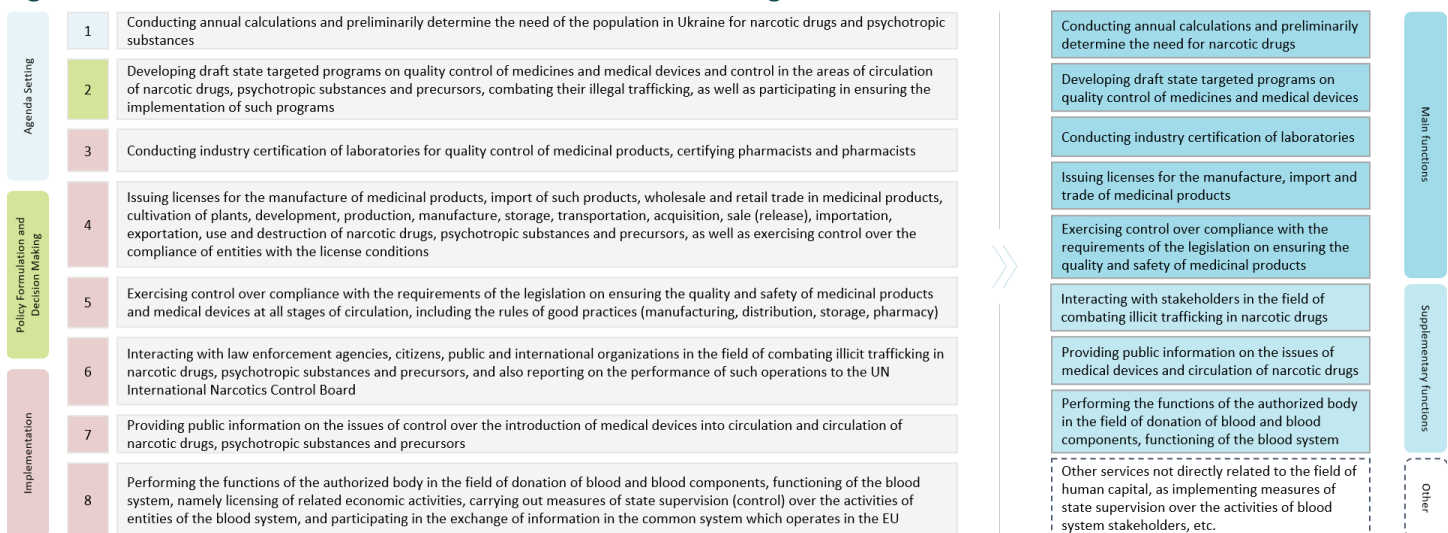 Agenda Setting
Policy Formulation and
Decision Making
Implementation
1
Conducting annual calculations and preliminarily determine the need of the population in Ukraine for narcotic drugs and psychotropic
substances
2
Developing draft state targeted programs on quality control of medicines and medical devices and control in the areas of circulation
of narcotic drugs, psychotropic substances and precursors, combating their illegal trafficking, as well as participating in ensuring the
implementation of such programs
3
Conducting industry certification of laboratories for quality control of medicinal products, certifying pharmacists and pharmacists
4
Issuing licenses for the manufacture of medicinal products, import of such products, wholesale and retail trade in medicinal products,
cultivation of plants, development, production, manufacture, storage, transportation, acquisition, sale (release), importation,
exportation, use and destruction of narcotic drugs, psychotropic substances and precursors, as well as exercising control over the
compliance of entities with the license conditions
5
Exercising control over compliance with the requirements of the legislation on ensuring the quality and safety of medicinal products
and medical devices at all stages of circulation, including the rules of good practices (manufacturing, distribution, storage, pharmacy)
6
Interacting with law enforcement agencies, citizens, public and international organizations in the field of combating illicit trafficking in
narcotic drugs, psychotropic substances and precursors, and also reporting on the performance of such operations to the UN
International Narcotics Control Board
7
Providing public information on the issues of control over the introduction of medical devices into circulation and circulation of
narcotic drugs, psychotropic substances and precursors
8
Performing the functions of the authorized body in the field of donation of blood and blood components, functioning of the blood
system, namely licensing of related economic activities, carrying out measures of state supervision (control) over the activities of
entities of the blood system, and participating in the exchange of information in the common system which operates in the EU
Conducting annual calculations and preliminarily
determine the need for narcotic drugs
Developing draft state targeted programs on
quality control of medicines and medical devices
Conducting industry certification of laboratories
Issuing licenses for the manufacture, import and
trade of medicinal products
Exercising control over compliance with the
requirements of the legislation on ensuring the
quality and safety of medicinal products
Interacting with stakeholders in the field of
combating illicit trafficking in narcotic drugs
Providing public information on the issues of
medical devices and circulation of narcotic drugs
Performing the functions of the authorized body
in the field of donation of blood and blood
components, functioning of the blood system
Other services not directly related to the field of
human capital, as implementing measures of
state supervision over the activities of blood
system stakeholders, etc.
Main functions
Supplementary functions
Other